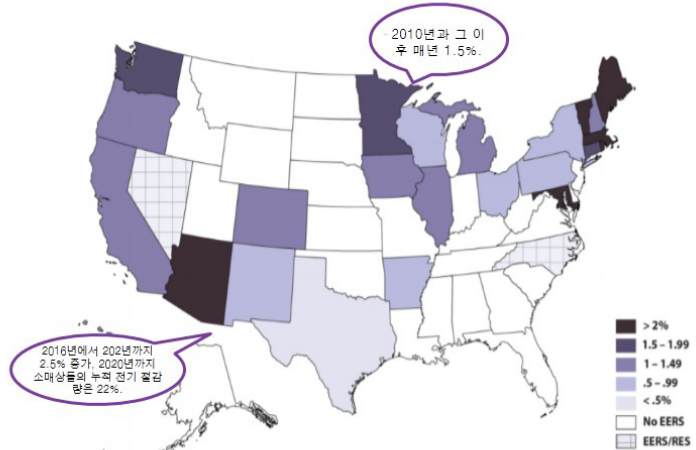 · 2010년과 그 이
후 매년 1.5%.
2016년에서 202년까지
2.5% 증가, 2020년까지
소매상들의 누적 전기 절감
량은 22%.
> 2%
1.5 – 1.99
1 – 1.49
.5 – .99
< .5%
No EERS
EERS/RES